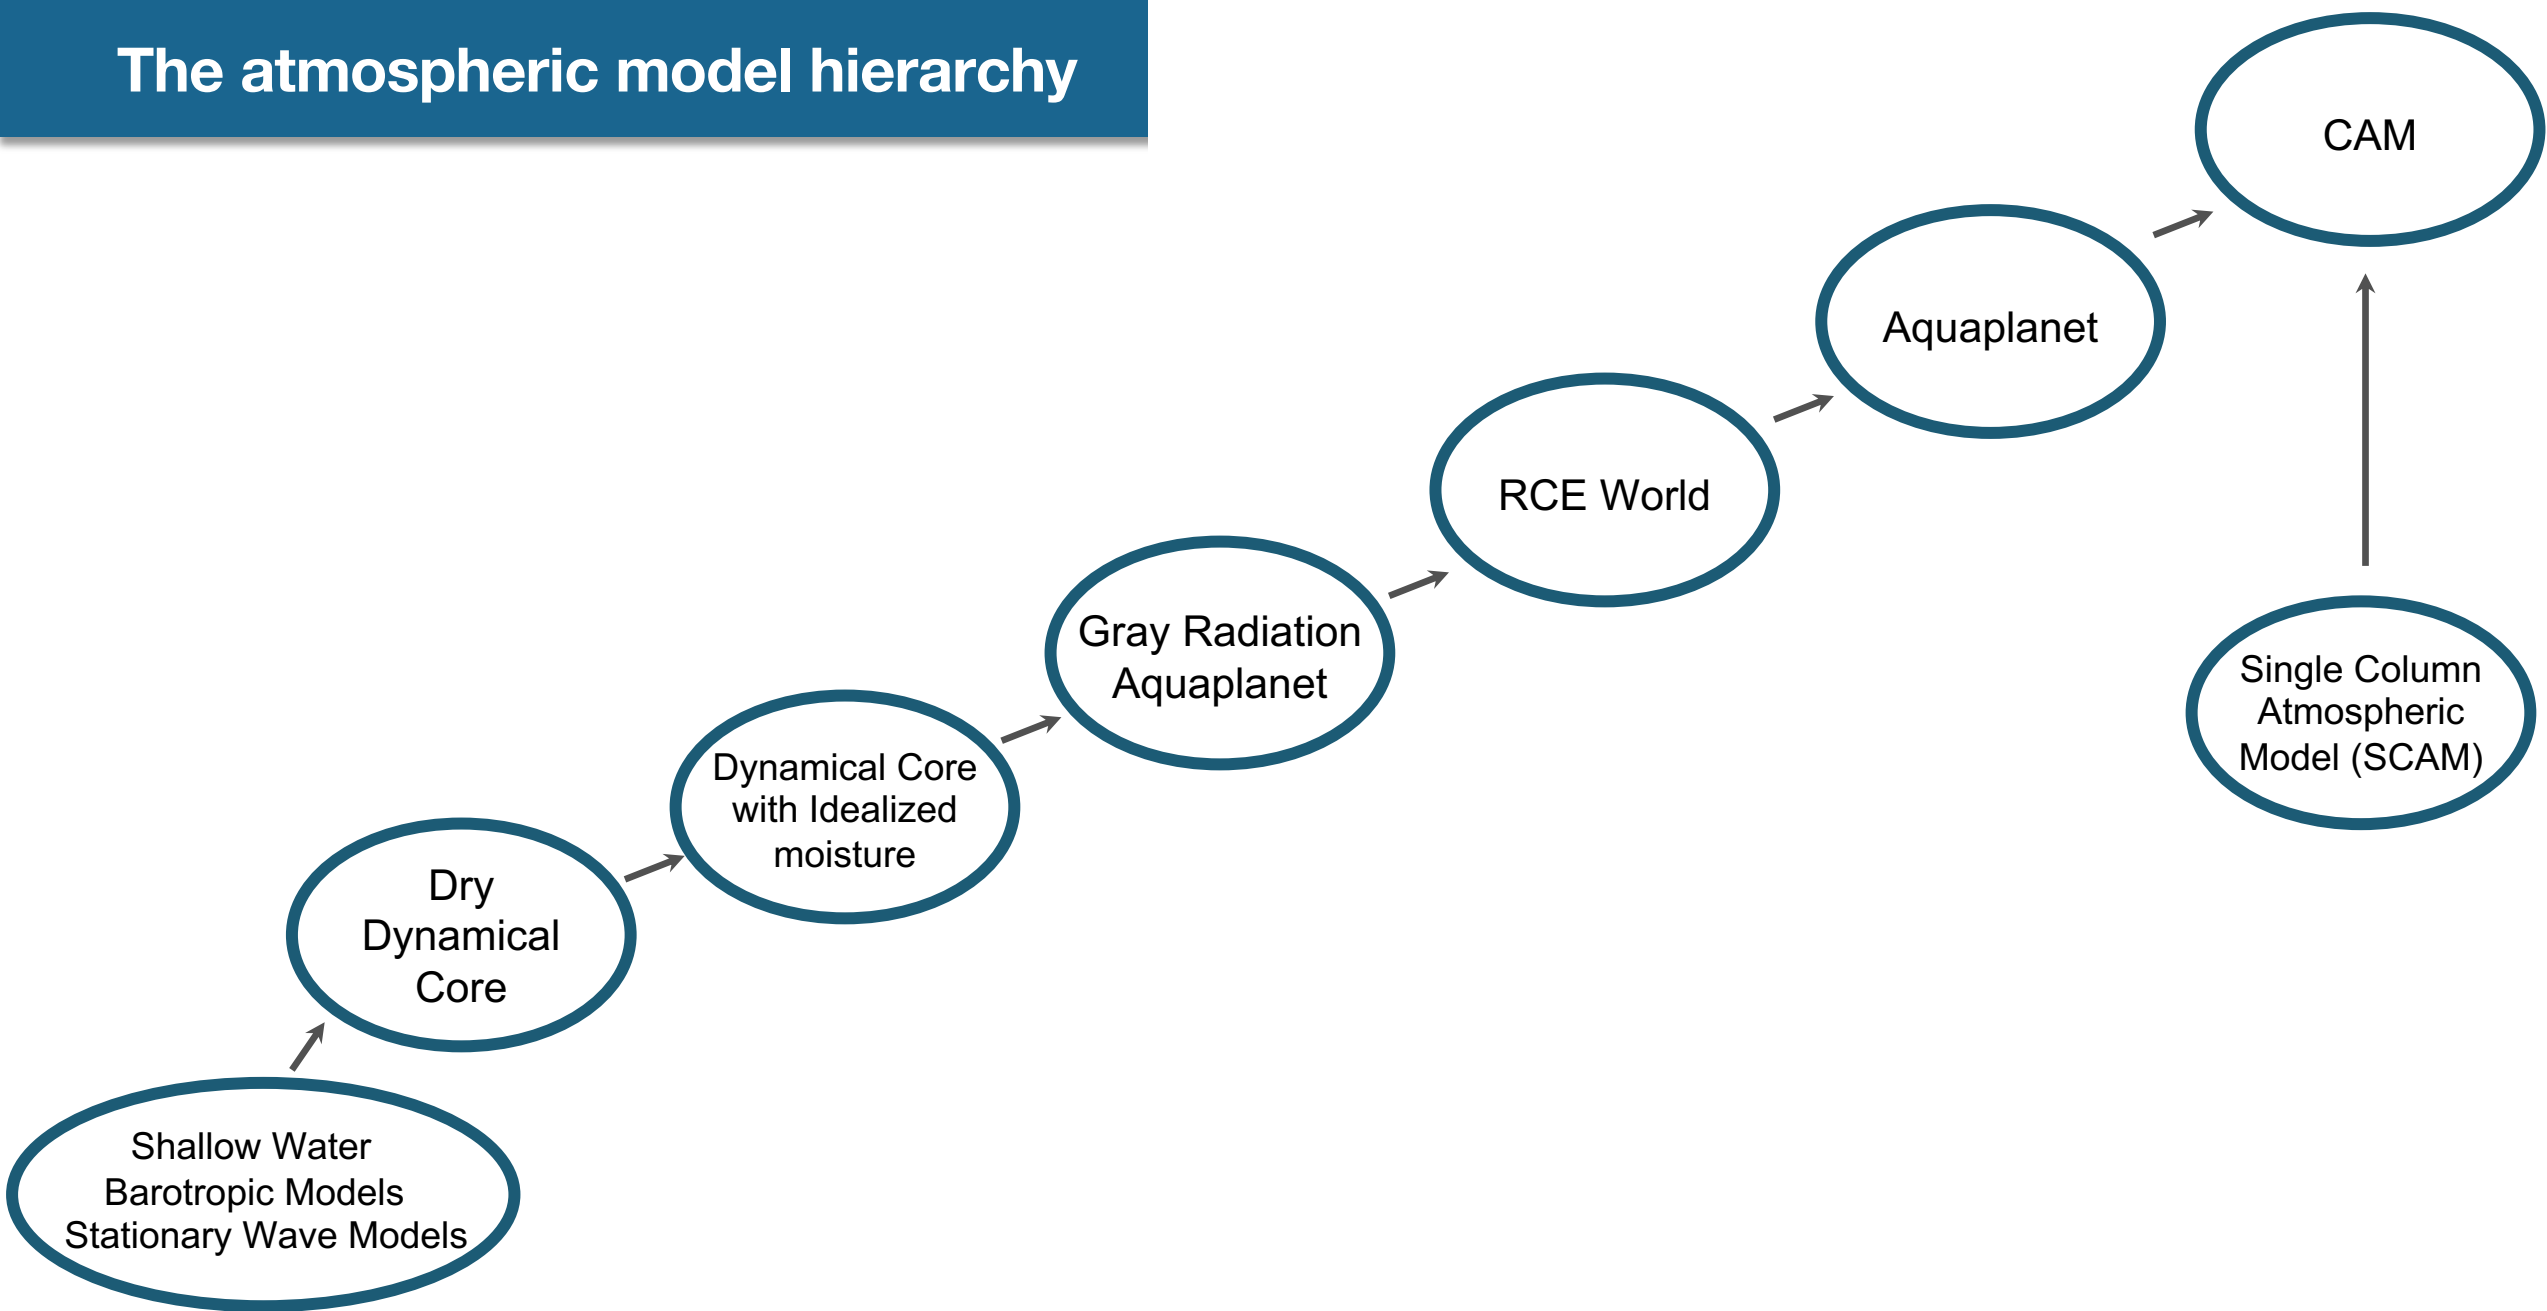 The atmospheric model hierarchy
CAM
Aquaplanet
RCE World
Gray Radiation
Aquaplanet
Single Column
Atmospheric
Model (SCAM)
Dynamical Core
with Idealized
moisture
Dry
Dynamical
Core
Shallow Water
Barotropic Models
Stationary Wave Models